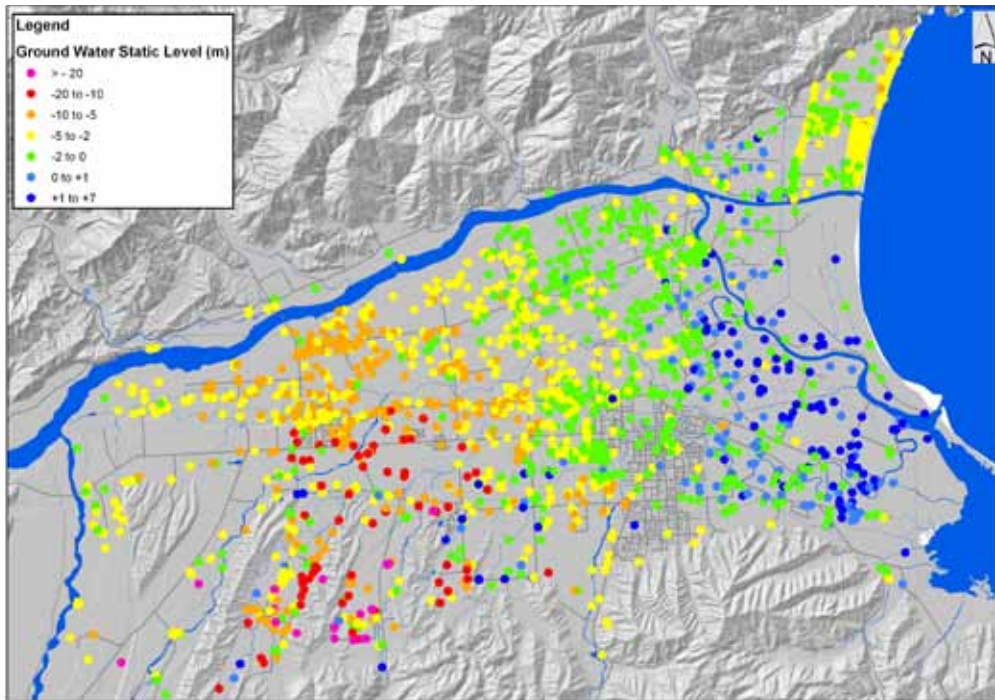 Legend
Ground Water Static Level (m)
> - 20
-20 to -10
-10 to -5
-5 to -2
-2 to 0
0 to +1
+1 to +7
N